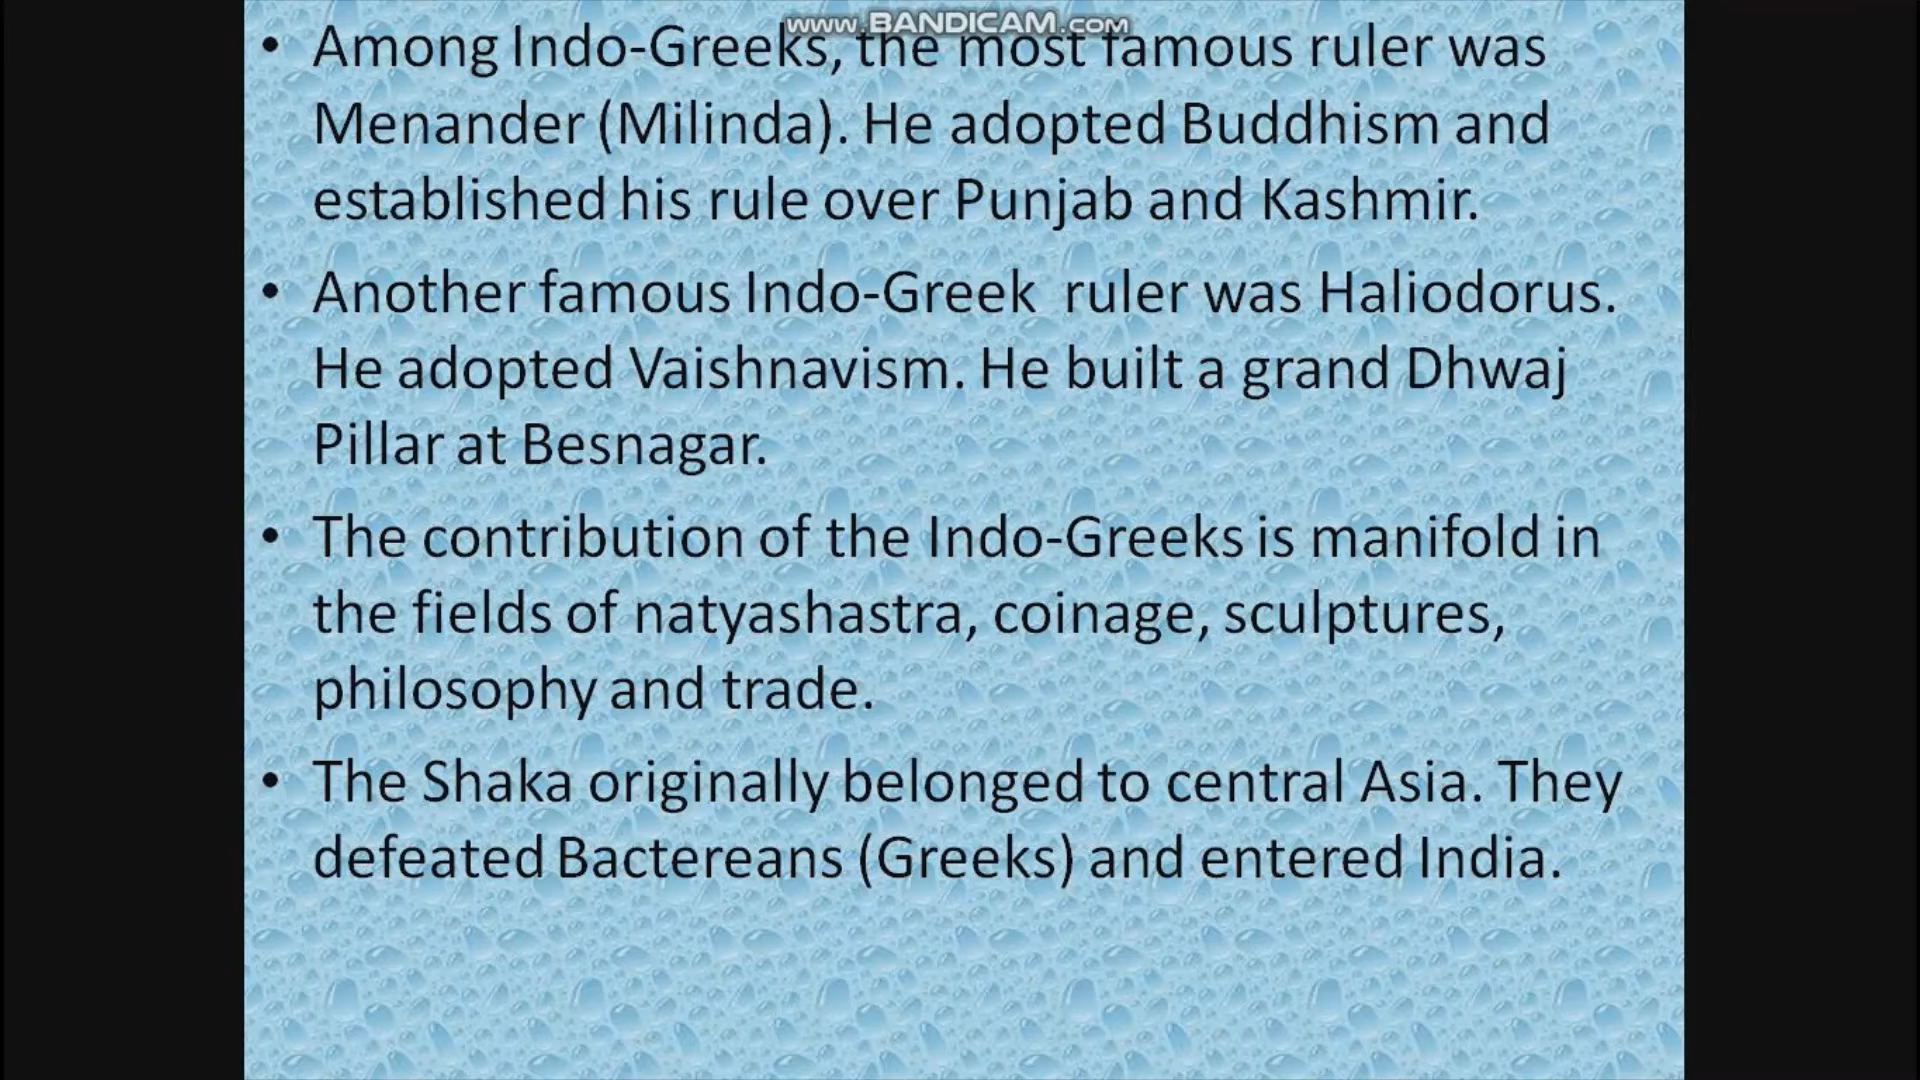 www.BANDICAM.com
• Among Indo-Greeks, the most famous ruler was
Menander (Milinda). He adopted Buddhism and
established his rule over Punjab and Kashmir.
• Another famous Indo-Greek  ruler was Haliodorus.
He adopted Vaishnavism. He built a grand Dhwaj
Pillar at Besnagar.
• The contribution of the Indo-Greeks is manifold in
the fields of natyashastra, coinage, sculptures,
philosophy and trade.
• The Shaka originally belonged to central Asia. They
defeated Bactereans (Greeks) and entered India.